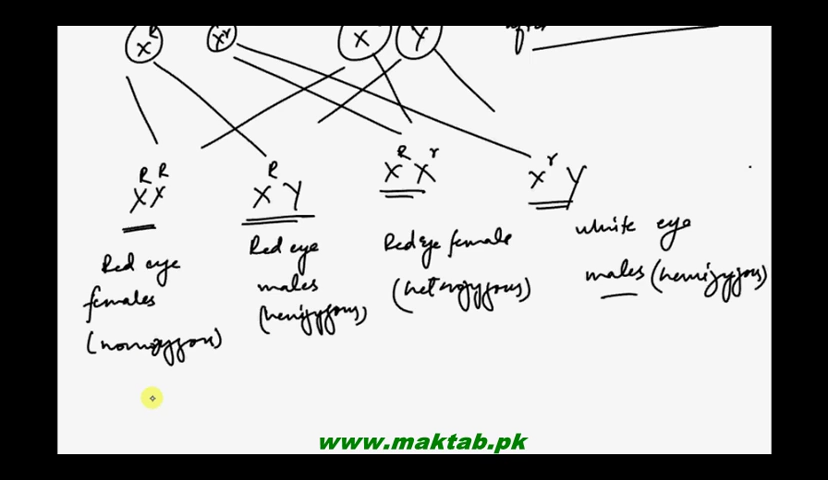 X^R X^r X Y
X^R X^R X^R Y X^R X^r X^r Y
Red eye
females
(homozygous)
Red eye
males
(hemizygous)
Red eye female
(heterozygous)
white eye
males (hemizygous)
www.maktab.pk